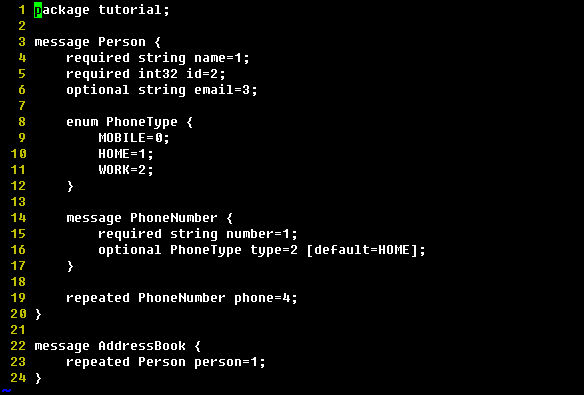 1 package tutorial;
2
3 message Person {
4     required string name=1;
5     required int32 id=2;
6     optional string email=3;
7
8     enum PhoneType {
9         MOBILE=0;
10         HOME=1;
11         WORK=2;
12     }
13
14     message PhoneNumber {
15         required string number=1;
16         optional PhoneType type=2 [default=HOME];
17     }
18
19     repeated PhoneNumber phone=4;
20 }
21
22 message AddressBook {
23     repeated Person person=1;
24 }
~